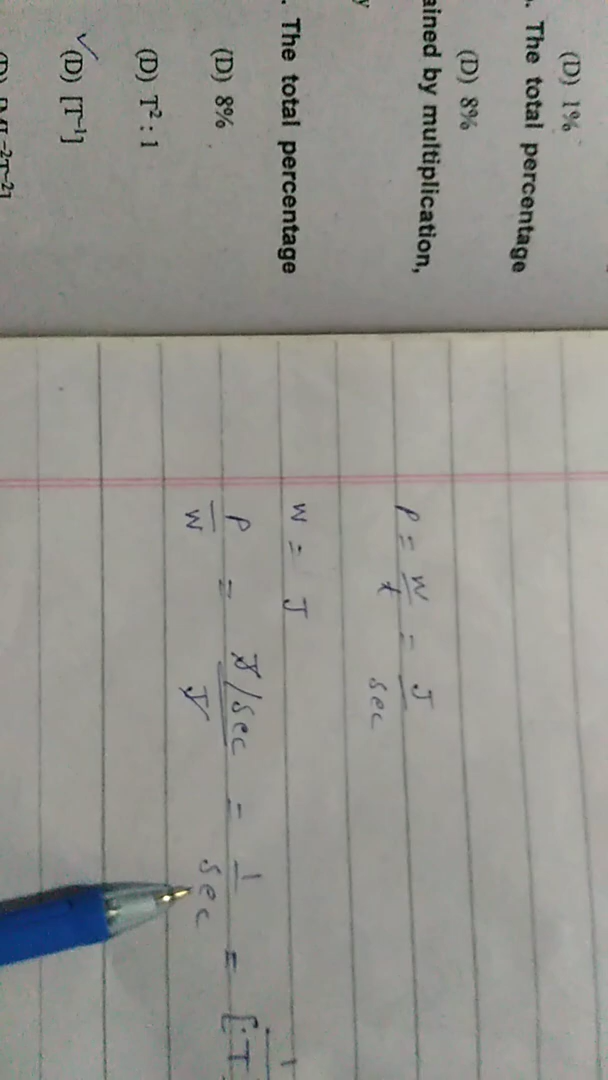 (D) 1%
. The total percentage
(D) 8%
ained by multiplication,
y
. The total percentage
(D) 8%
(D) T² : 1
✓(D) [T⁻¹]
P = W/t = J/sec
W = J
P/W = J/sec / J = 1/sec =